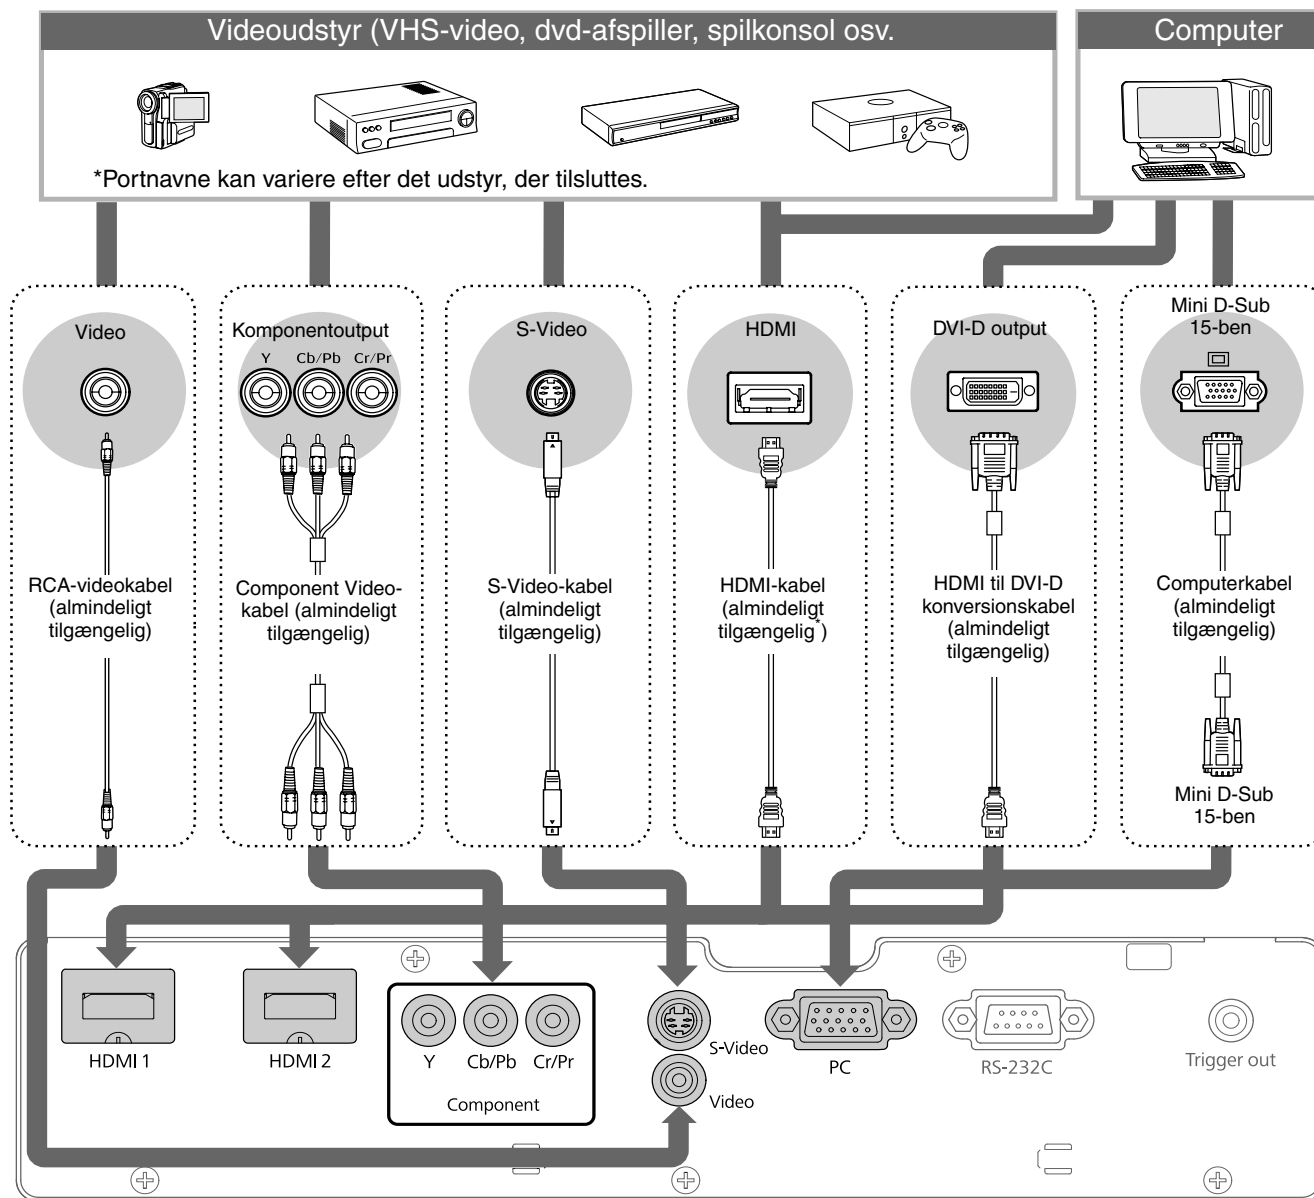 Videoudstyr (VHS-video, dvd-afspiller, spilkonsol osv.
Computer
*Portnavne kan variere efter det udstyr, der tilsluttes.
Video
Komponentoutput
Y Cb/Pb Cr/Pr
S-Video
HDMI
DVI-D output
Mini D-Sub
15-ben
RCA-videokabel
(almindeligt
tilgængelig)
Component Video-
kabel (almindeligt
tilgængelig)
S-Video-kabel
(almindeligt
tilgængelig)
HDMI-kabel
(almindeligt
tilgængelig*)
HDMI til DVI-D
konversionskabel
(almindeligt
tilgængelig)
Computerkabel
(almindeligt
tilgængelig)
Mini D-Sub
15-ben
HDMI 1
HDMI 2
Y Cb/Pb Cr/Pr
Component
S-Video
Video
PC
RS-232C
Trigger out